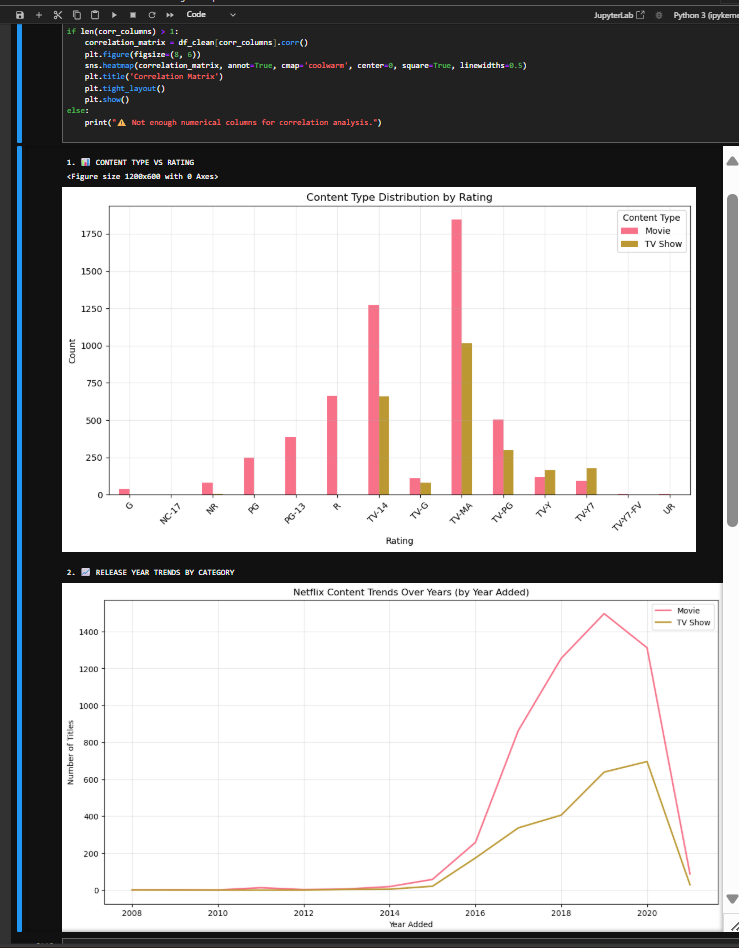 Code
JupyterLab
Python 3 (ipykerne
if len(corr_columns) > 1:
correlation_matrix = df_clean[corr_columns].corr()
plt.figure(figsize=(8, 6))
sns.heatmap(correlation_matrix, annot=True, cmap='coolwarm', center=0, square=True, linewidths=0.5)
plt.title('Correlation Matrix')
plt.tight_layout()
plt.show()
else:
print("⚠️ Not enough numerical columns for correlation analysis.")
1. 📊 CONTENT TYPE VS RATING
<Figure size 1200x600 with 0 Axes>
Content Type Distribution by Rating
Content Type
Movie
TV Show
1750
1500
1250
1000
750
500
250
0
Count
G
NC-17
NR
PG
PG-13
R
TV-14
TV-G
TV-MA
TV-PG
TV-Y
TV-Y7
TV-Y7-FV
UR
Rating
2. 📈 RELEASE YEAR TRENDS BY CATEGORY
Netflix Content Trends Over Years (by Year Added)
Movie
TV Show
1400
1200
1000
800
600
400
200
0
Number of Titles
2008
2010
2012
2014
2016
2018
2020
Year Added